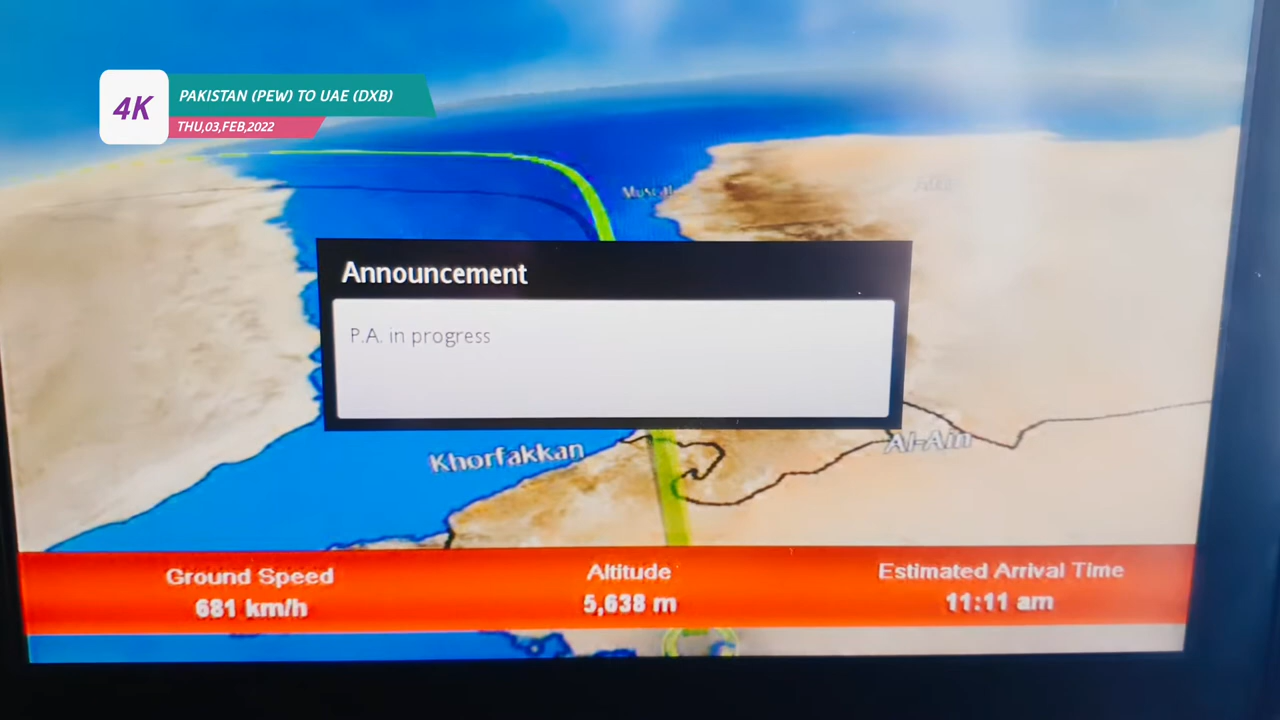 4K
PAKISTAN (PEW) TO UAE (DXB)
THU,03,FEB,2022
Muscat
Announcement
P.A. in progress
Khorfakkan
Al-Ain
Ground Speed
Altitude
Estimated Arrival Time
681 km/h
5,638 m
11:11 am